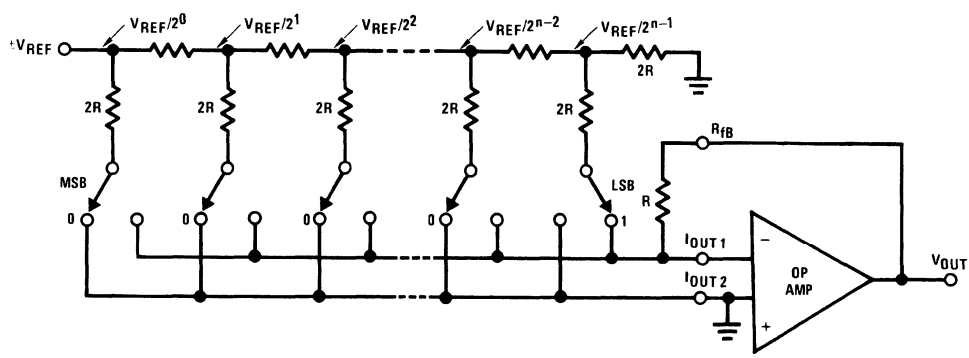 VREF/2^0 VREF/2^1 VREF/2^2 VREF/2^n-2 VREF/2^n-1
±VREF
2R
2R 2R 2R 2R 2R
RfB
MSB LSB
R
0 0 0 0 1
IOUT 1
−
VOUT
OP
AMP
IOUT 2
+